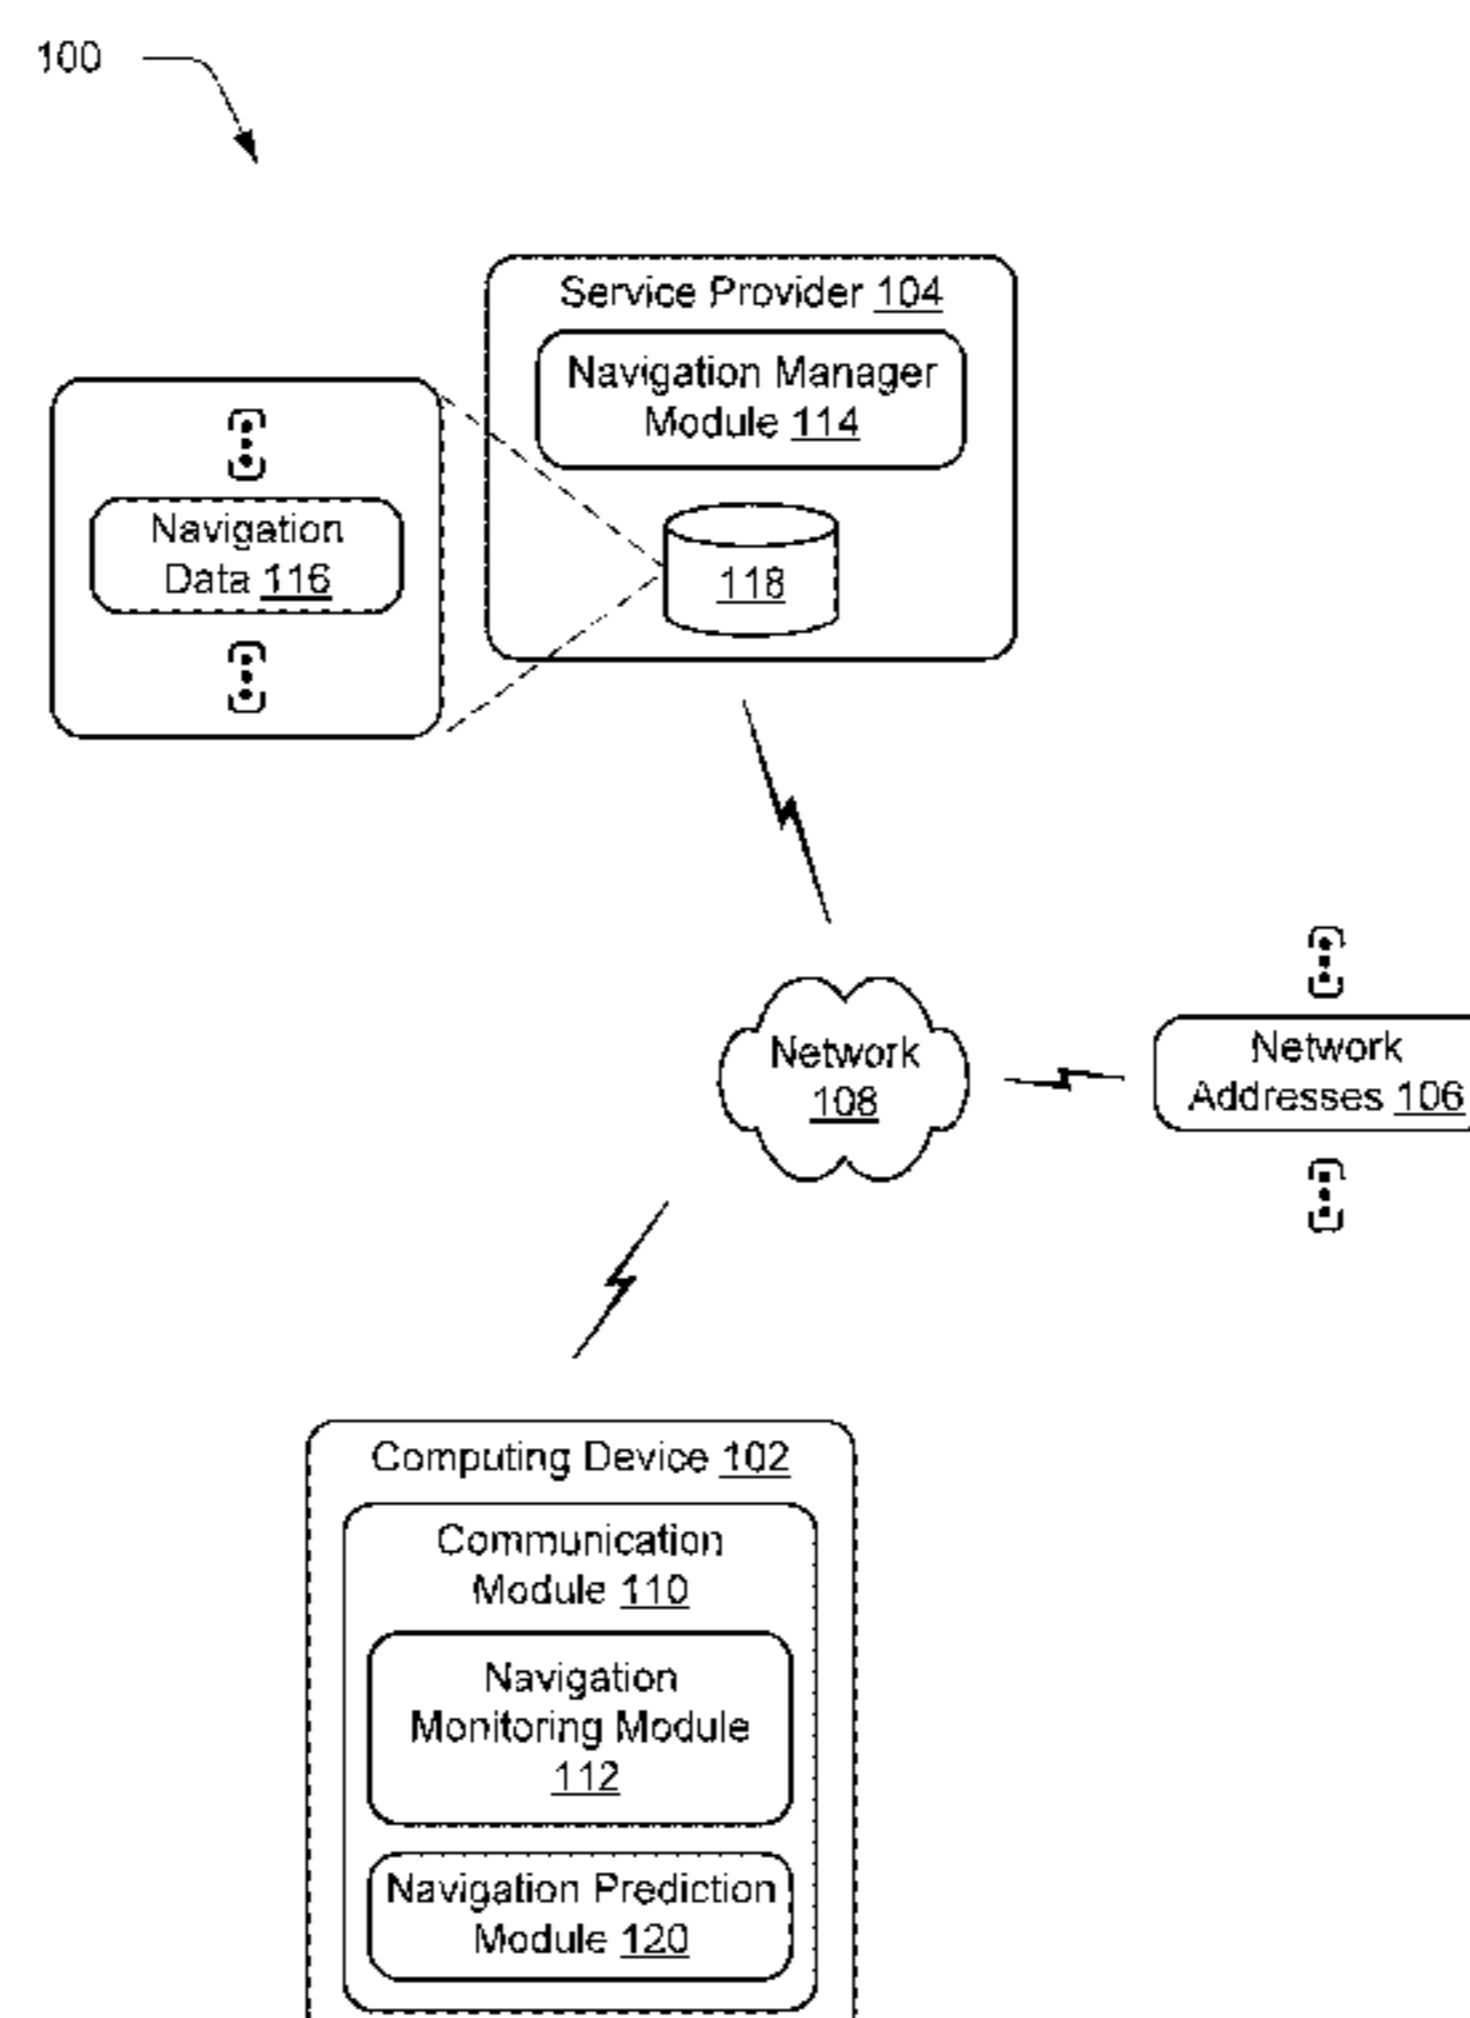 100
Service Provider 104
Navigation Manager
Module 114
Navigation
Data 116
118
Network
108
Network
Addresses 106
Computing Device 102
Communication
Module 110
Navigation
Monitoring Module
112
Navigation Prediction
Module 120